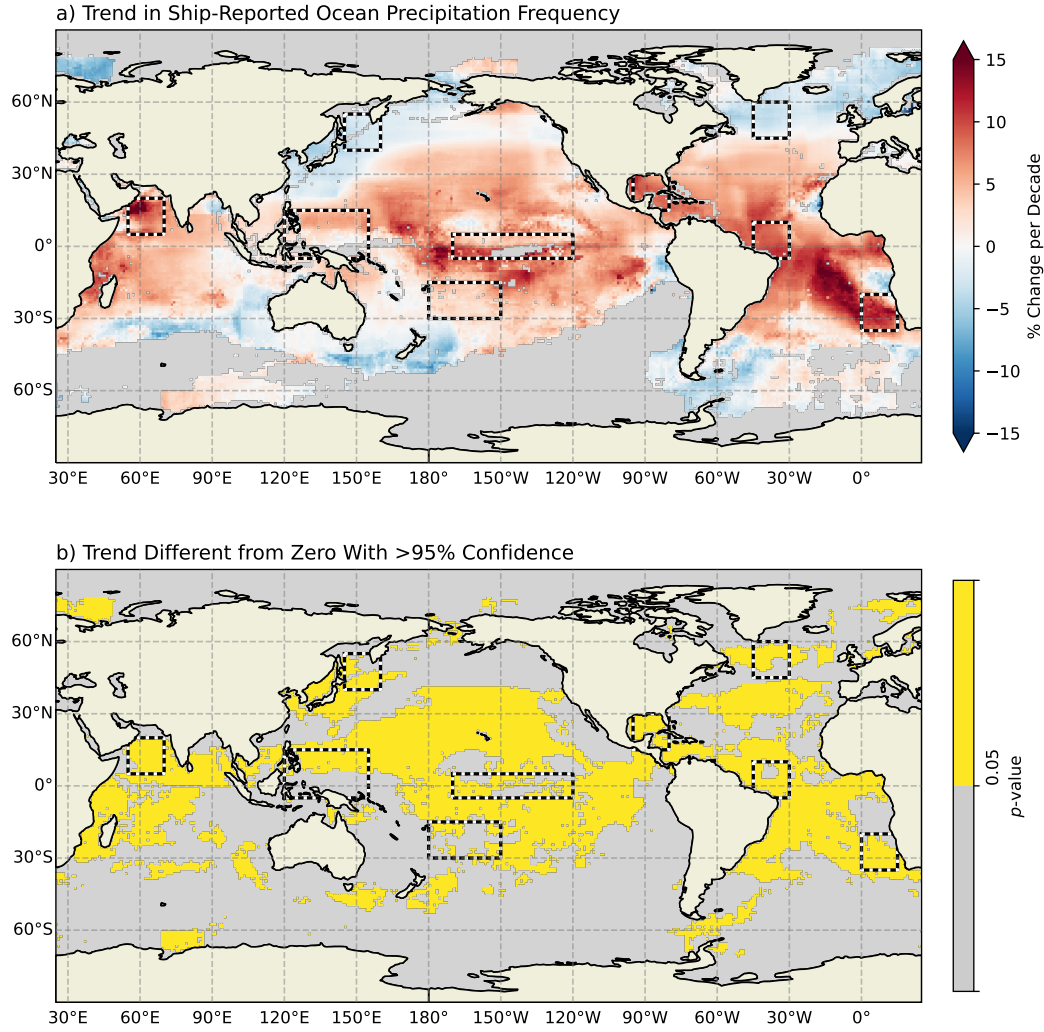 a) Trend in Ship-Reported Ocean Precipitation Frequency
60°N
30°N
0°
30°S
60°S
30°E 60°E 90°E 120°E 150°E 180° 150°W 120°W 90°W 60°W 30°W 0°
15
10
5
0
−5
−10
−15
% Change per Decade
b) Trend Different from Zero With >95% Confidence
60°N
30°N
0°
30°S
60°S
30°E 60°E 90°E 120°E 150°E 180° 150°W 120°W 90°W 60°W 30°W 0°
0.05
p-value